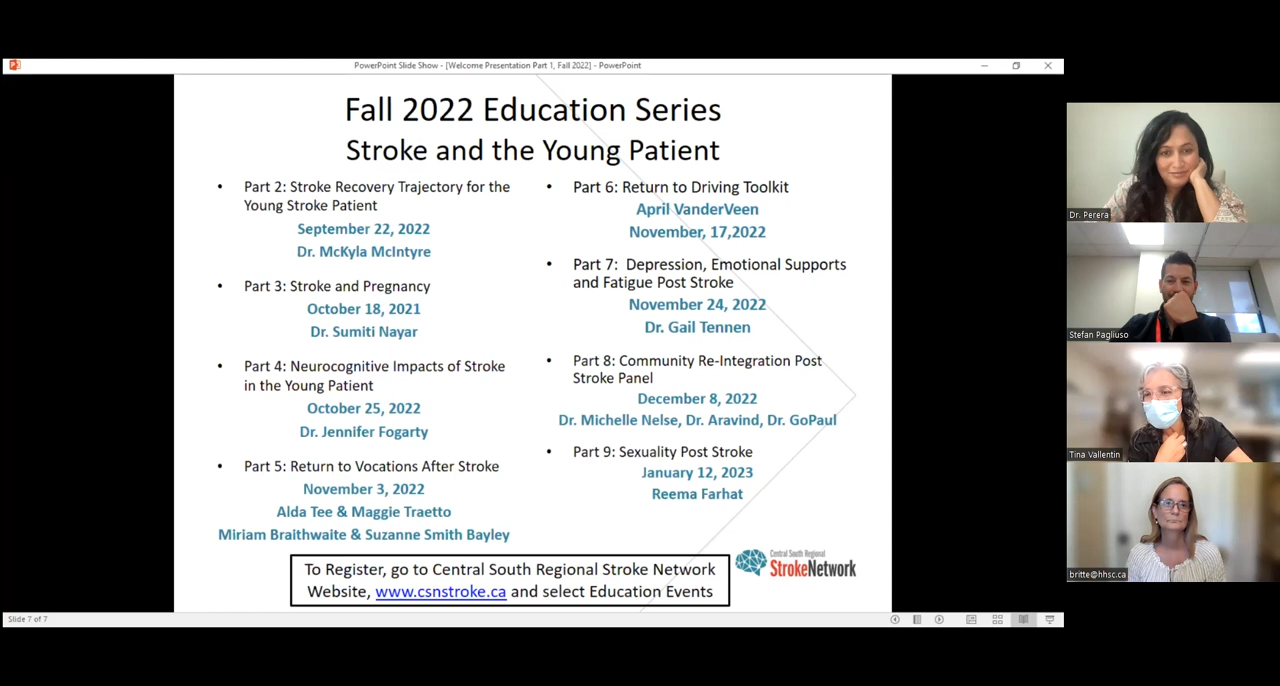 PowerPoint Slide Show - [Welcome Presentation Part 1, Fall 2022] - PowerPoint
Fall 2022 Education Series
Stroke and the Young Patient
• Part 2: Stroke Recovery Trajectory for the
Young Stroke Patient
September 22, 2022
Dr. McKyla McIntyre
• Part 3: Stroke and Pregnancy
October 18, 2021
Dr. Sumiti Nayar
• Part 4: Neurocognitive Impacts of Stroke
in the Young Patient
October 25, 2022
Dr. Jennifer Fogarty
• Part 5: Return to Vocations After Stroke
November 3, 2022
Alda Tee & Maggie Traetto
Miriam Braithwaite & Suzanne Smith Bayley
• Part 6: Return to Driving Toolkit
April VanderVeen
November, 17,2022
• Part 7: Depression, Emotional Supports
and Fatigue Post Stroke
November 24, 2022
Dr. Gail Tennen
• Part 8: Community Re-Integration Post
Stroke Panel
December 8, 2022
Dr. Michelle Nelse, Dr. Aravind, Dr. GoPaul
• Part 9: Sexuality Post Stroke
January 12, 2023
Reema Farhat
To Register, go to Central South Regional Stroke Network
Website, www.csnstroke.ca and select Education Events
Central South Regional
StrokeNetwork
Slide 7 of 7
Dr. Perera
Stefan Pagliuso
Tina Vallentin
britte@hhsc.ca